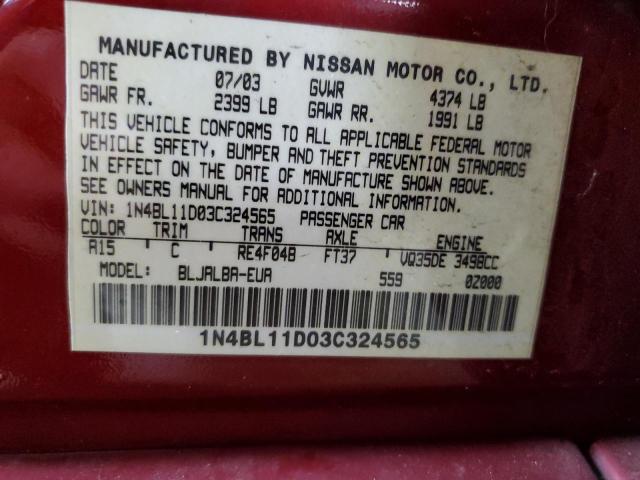 MANUFACTURED BY NISSAN MOTOR CO., LTD.
DATE 07/03 GVWR 4374 LB
GAWR FR. 2399 LB GAWR RR. 1991 LB
THIS VEHICLE CONFORMS TO ALL APPLICABLE FEDERAL MOTOR
VEHICLE SAFETY, BUMPER AND THEFT PREVENTION STANDARDS
IN EFFECT ON THE DATE OF MANUFACTURE SHOWN ABOVE.
SEE OWNERS MANUAL FOR ADDITIONAL INFORMATION.
VIN: 1N4BL11D03C324565 PASSENGER CAR
COLOR TRIM TRANS AXLE ENGINE
A15 C RE4F04B FT37 VQ35DE 3498CC
MODEL: BLJALBA-EUA 559 0Z000
1N4BL11D03C324565